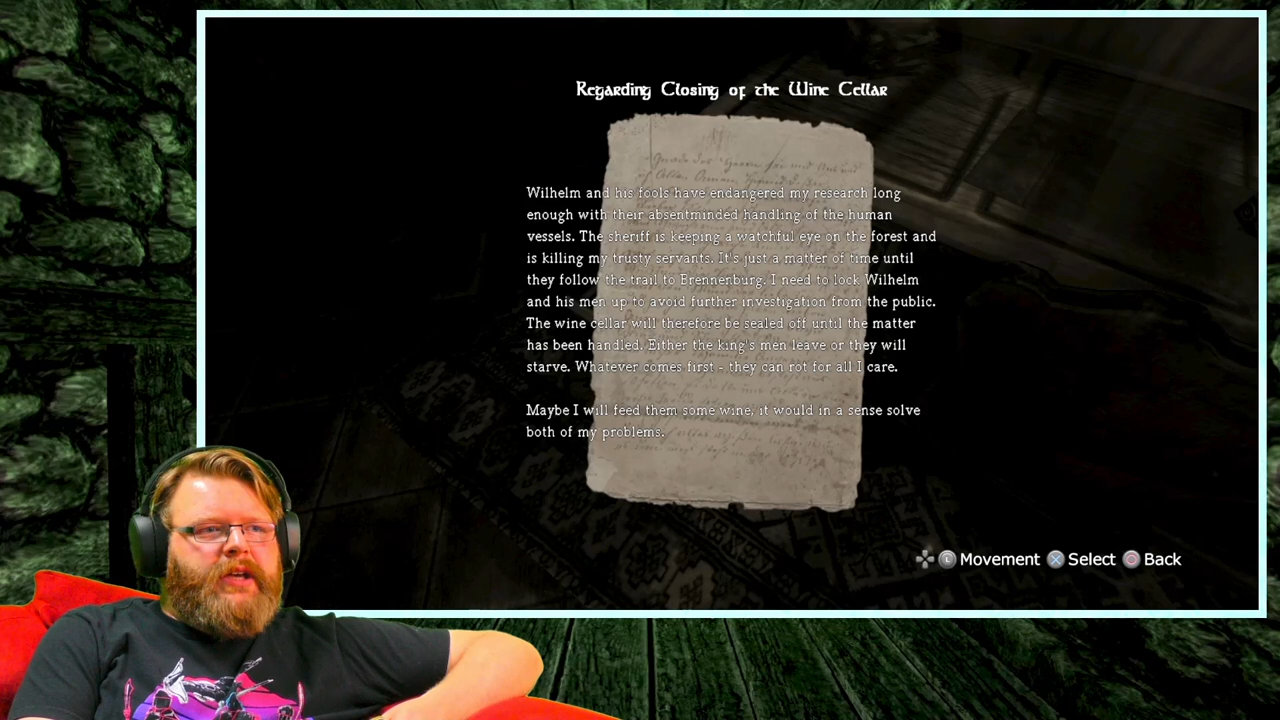 Regarding Closing of the Wine Cellar
Wilhelm and his fools have endangered my research long
enough with their absentminded handling of the human
vessels. The sheriff is keeping a watchful eye on the forest and
is killing my trusty servants. It's just a matter of time until
they follow the trail to Brennenburg. I need to lock Wilhelm
and his men up to avoid further investigation from the public.
The wine cellar will therefore be sealed off until the matter
has been handled. Either the king's men leave or they will
starve. Whatever comes first - they can rot for all I care.
Maybe I will feed them some wine, it would in a sense solve
both of my problems.
Movement Select Back